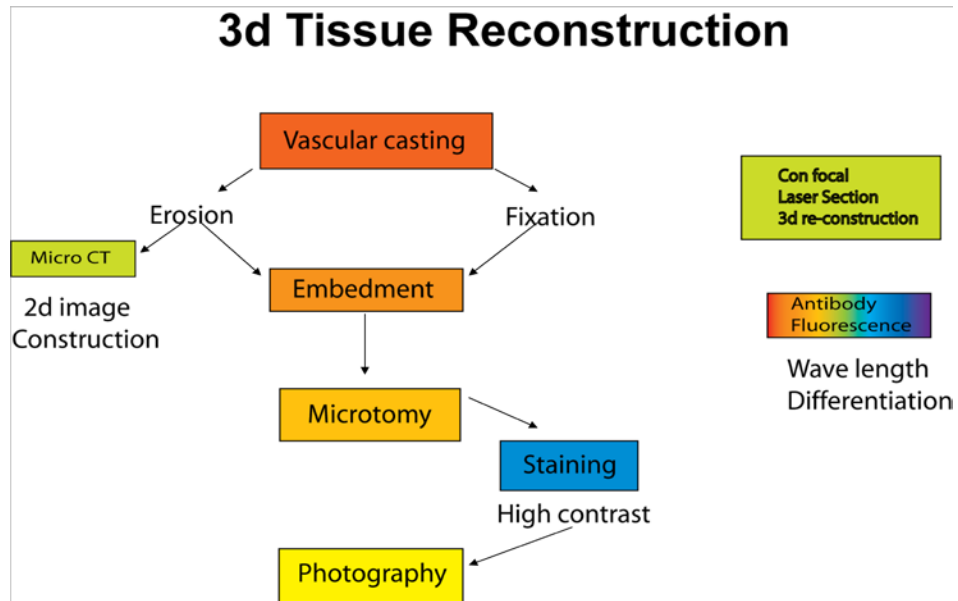 3d Tissue Reconstruction
Vascular casting
Con focal
Laser Section
3d re-construction
Erosion
Fixation
Micro CT
Embedment
2d image
Construction
Antibody
Fluorescence
Wave length
Differentiation
Microtomy
Staining
High contrast
Photography